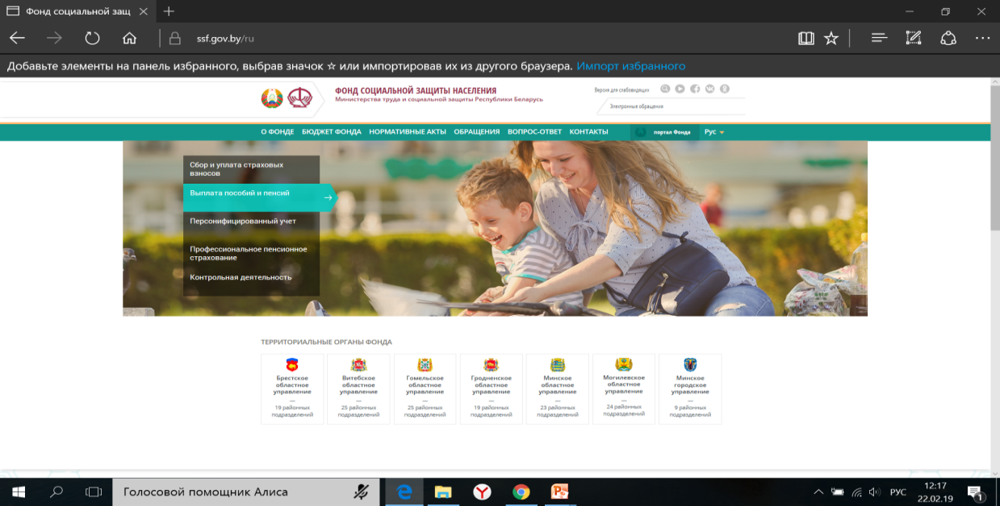 Фонд социальной защ
ssf.gov.by/ru
Добавьте элементы на панель избранного, выбрав значок ☆ или импортировав их из другого браузера. Импорт избранного
ФОНД СОЦИАЛЬНОЙ ЗАЩИТЫ НАСЕЛЕНИЯ
Министерства труда и социальной защиты Республики Беларусь
Версия для слабовидящих
Электронные обращения
О ФОНДЕ БЮДЖЕТ ФОНДА НОРМАТИВНЫЕ АКТЫ ОБРАЩЕНИЯ ВОПРОС-ОТВЕТ КОНТАКТЫ портал Фонда Рус
Сбор и уплата страховых
взносов
Выплата пособий и пенсий
Персонифицированный учет
Профессиональное пенсионное
страхование
Контрольная деятельность
ТЕРРИТОРИАЛЬНЫЕ ОРГАНЫ ФОНДА
Брестское
областное
управление
—
19 районных
подразделений
Витебское
областное
управление
—
25 районных
подразделений
Гомельское
областное
управление
—
25 районных
подразделений
Гродненское
областное
управление
—
19 районных
подразделений
Минское
областное
управление
—
23 районных
подразделений
Могилевское
областное
управление
—
24 районных
подразделений
Минское
городское
управление
—
9 районных
подразделений
Голосовой помощник Алиса
РУС
12:17
22.02.19
1